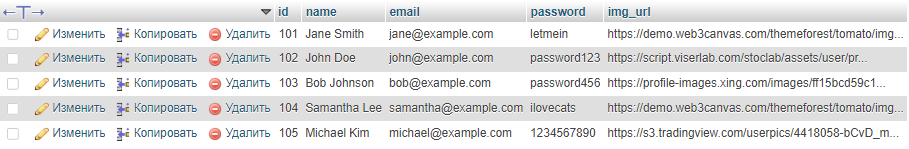 id name email password img_url
Изменить Копировать Удалить 101 Jane Smith jane@example.com letmein https://demo.web3canvas.com/themeforest/tomato/img...
Изменить Копировать Удалить 102 John Doe john@example.com password123 https://script.viserlab.com/stoclab/assets/user/pr...
Изменить Копировать Удалить 103 Bob Johnson bob@example.com password456 https://profile-images.xing.com/images/ff15bcd59c1...
Изменить Копировать Удалить 104 Samantha Lee samantha@example.com ilovecats https://demo.web3canvas.com/themeforest/tomato/img...
Изменить Копировать Удалить 105 Michael Kim michael@example.com 1234567890 https://s3.tradingview.com/userpics/4418058-bCvD_m...